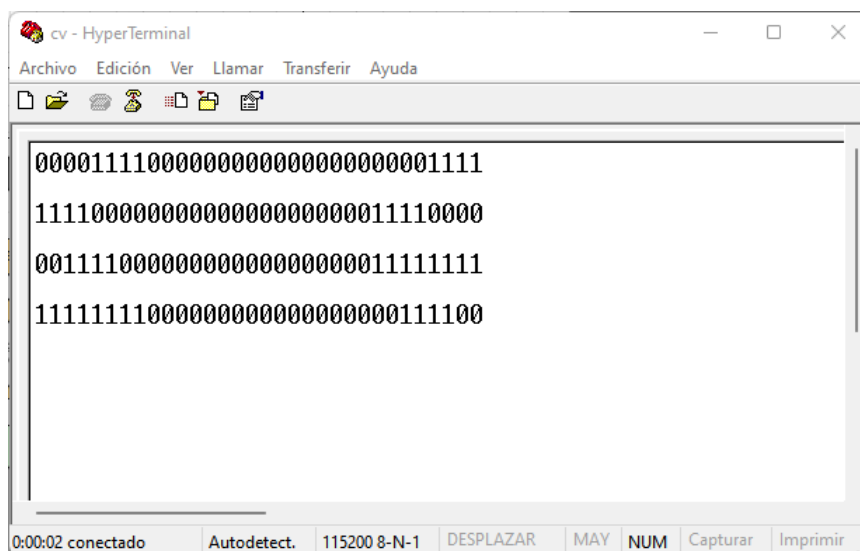 cv - HyperTerminal
Archivo Edición Ver Llamar Transferir Ayuda
00001111000000000000000000001111
11110000000000000000000011110000
00111100000000000000000011111111
11111111000000000000000000111100
0:00:02 conectado Autodetect. 115200 8-N-1 DESPLAZAR MAY NUM Capturar Imprimir